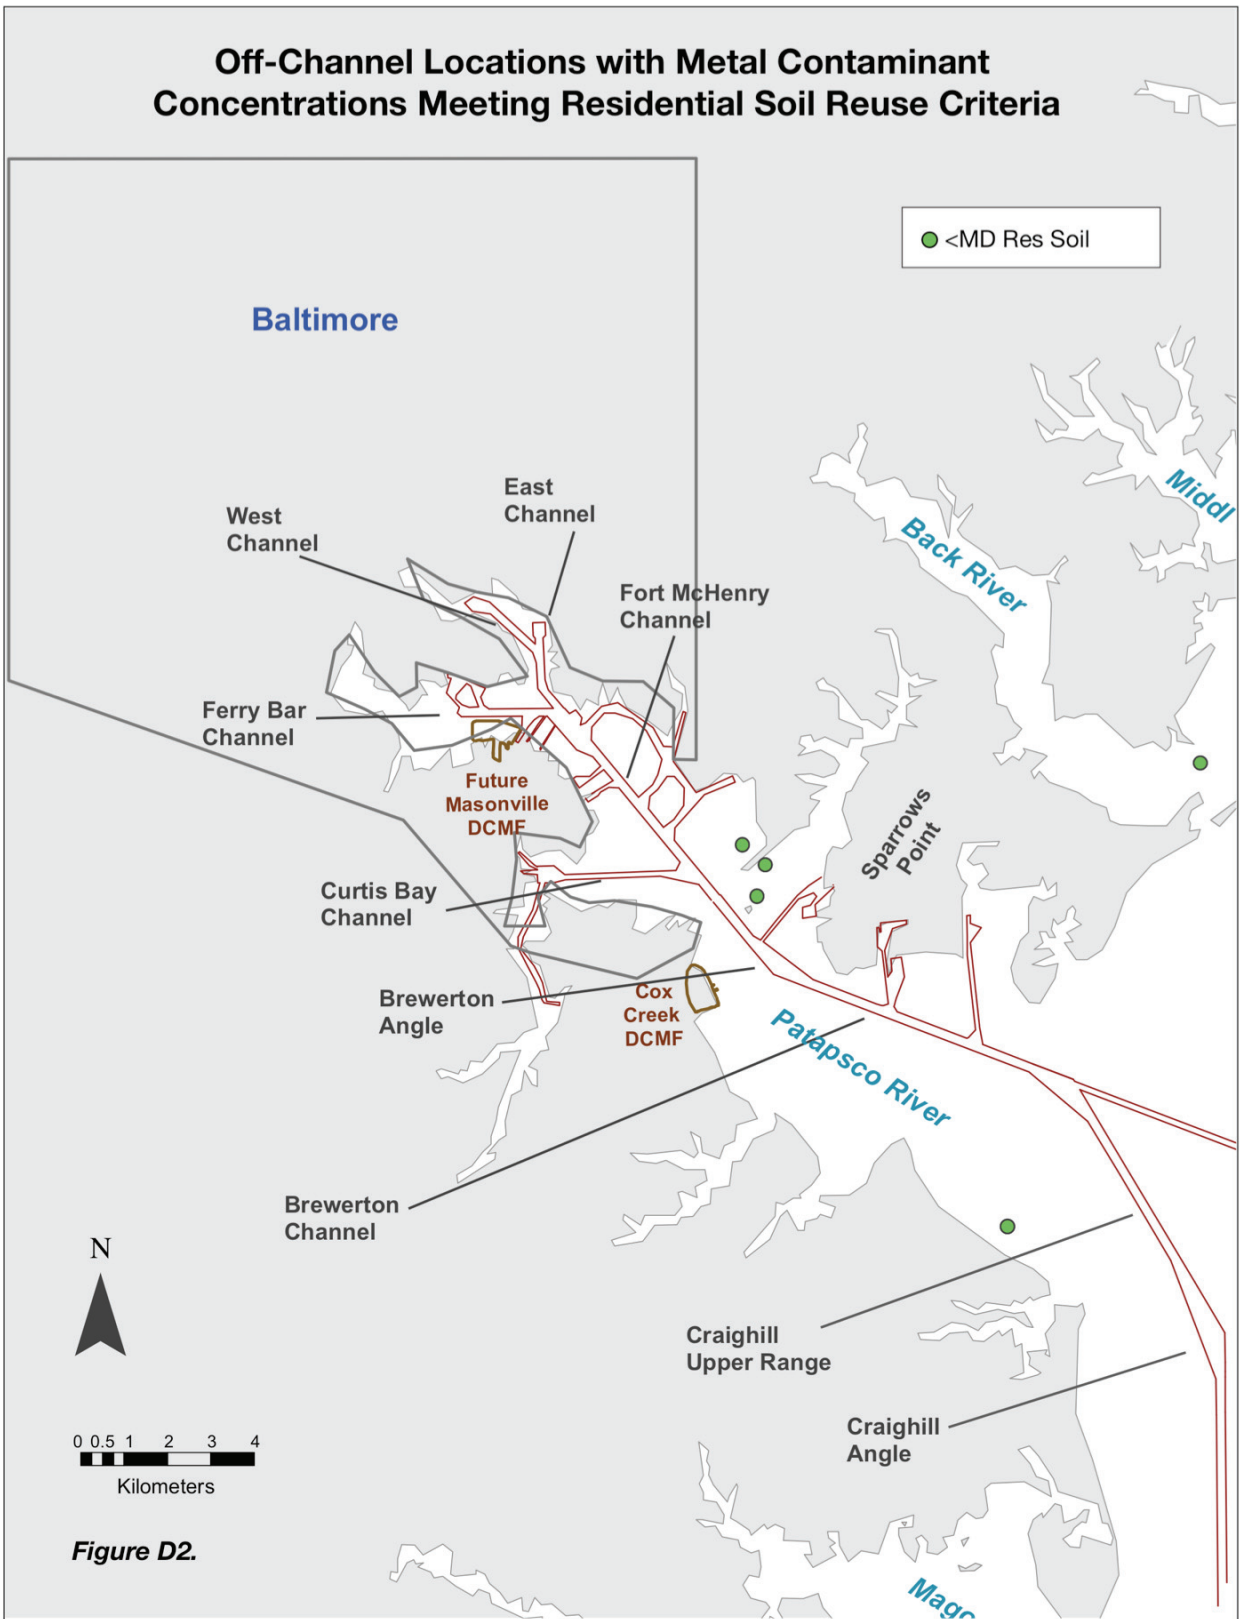 Off-Channel Locations with Metal Contaminant
Concentrations Meeting Residential Soil Reuse Criteria
<MD Res Soil
Baltimore
Middl
Back River
East
Channel
West
Channel
Fort McHenry
Channel
Ferry Bar
Channel
Future
Masonville
DCMF
Sparrows
Point
Curtis Bay
Channel
Brewerton
Angle
Cox
Creek
DCMF
Patapsco River
Brewerton
Channel
N
Craighill
Upper Range
Craighill
Angle
0 0.5 1 2 3 4
Kilometers
Figure D2.
Mago